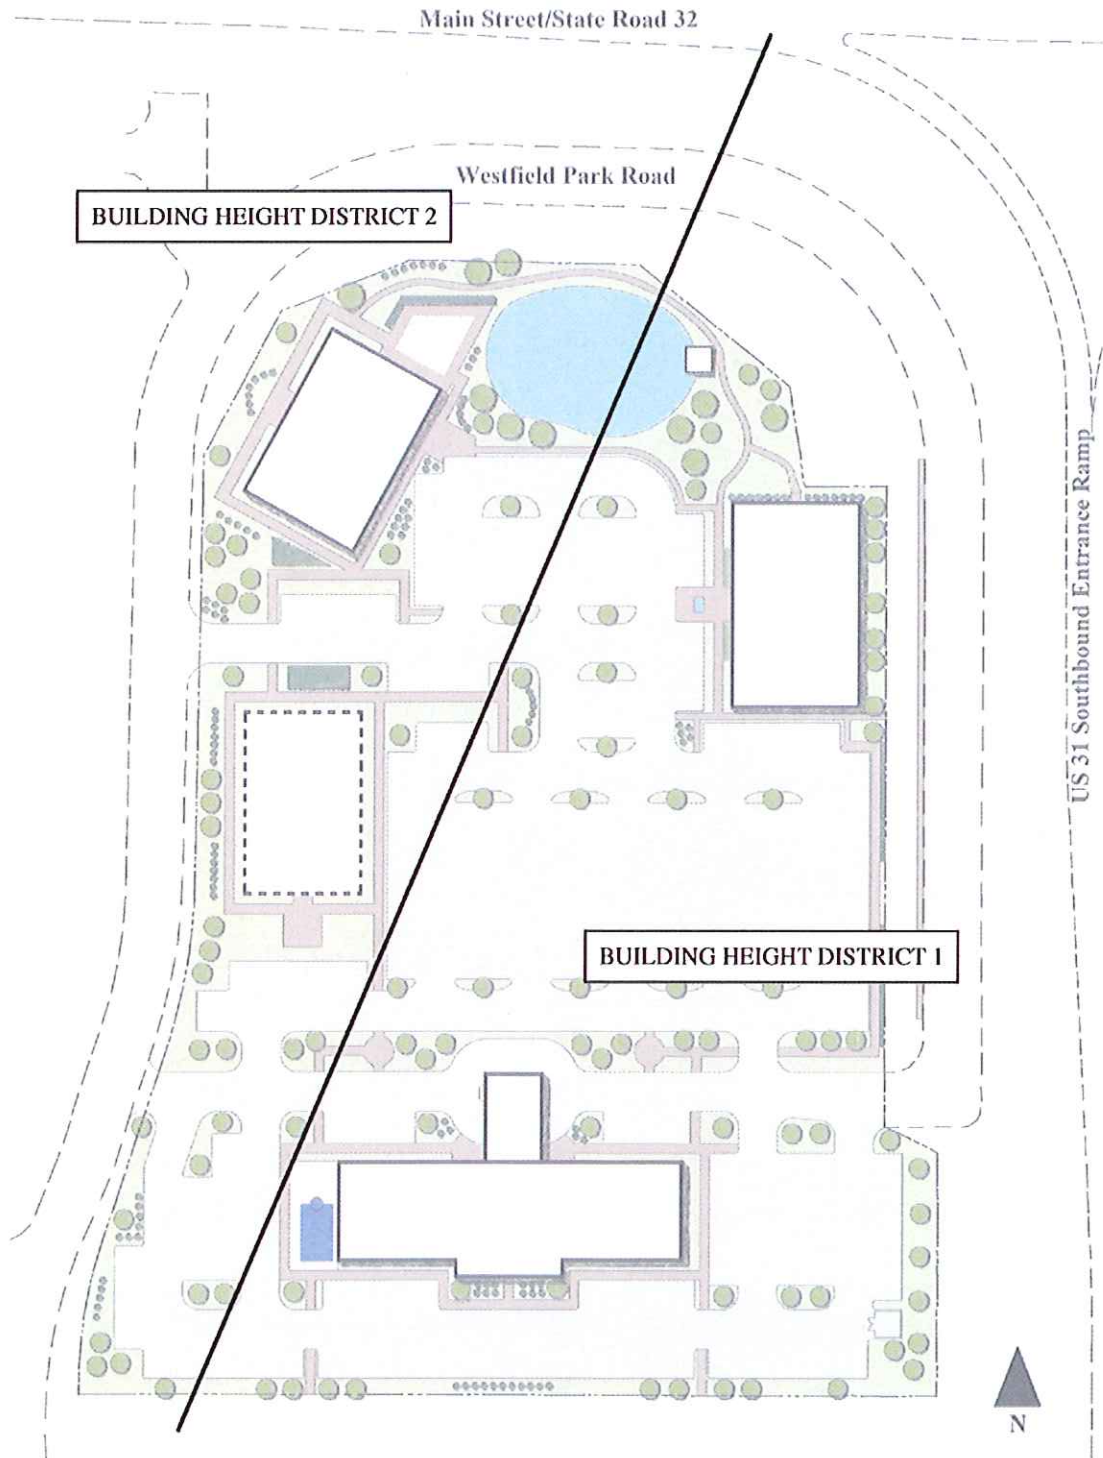 Main Street/State Road 32
Westfield Park Road
BUILDING HEIGHT DISTRICT 2
US 31 Southbound Entrance Ramp
BUILDING HEIGHT DISTRICT 1
N